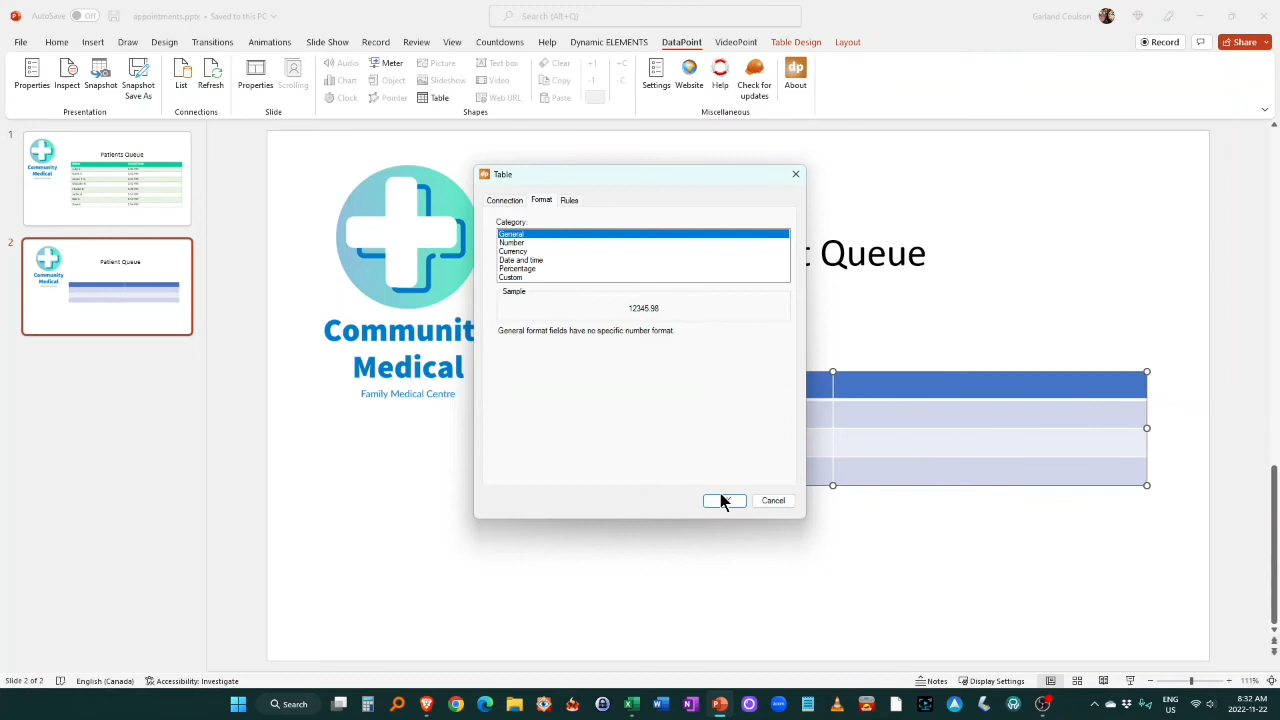 AutoSave Off appointments.pptx • Saved to this PC Search (Alt+Q) Garland Coulson
File Home Insert Draw Design Transitions Animations Slide Show Record Review View Countdowns Help Dynamic ELEMENTS DataPoint VideoPoint Table Design Layout Record Share
Properties Inspect Snapshot Snapshot Save As List Refresh Properties Scrolling Audio Meter Picture Text box +1 +C Clear
Chart Object Slideshow Video -1 -C Copy
Clock Pointer Table Web URL Paste
Settings Website Help Check for updates About
Presentation Connections Slide Shapes Miscellaneous
1
Patients Queue
Community
Medical
2
Patient Queue
Community
Medical
Table
Connection Format Rules
Category:
General
Number
Currency
Date and time
Percentage
Custom
Sample
12345.98
General format fields have no specific number format.
Cancel
t Queue
Communit
Medical
Family Medical Centre
Slide 2 of 2 English (Canada) Accessibility: Investigate Notes Display Settings 111%
Search
ENG
US
8:32 AM
2022-11-22